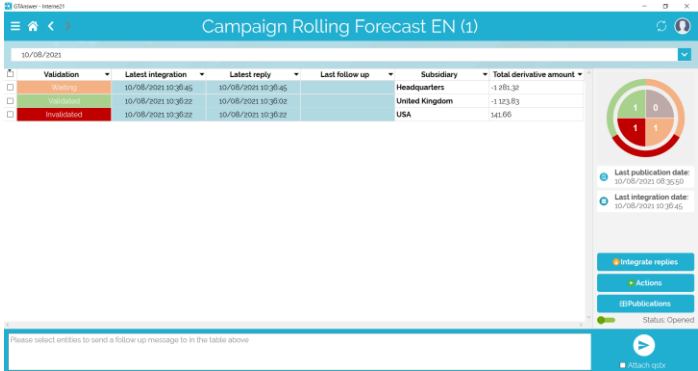 GTAnswer - Interne21
Campaign Rolling Forecast EN (1)
10/08/2021
Validation Latest integration Latest reply Last follow up Subsidiary Total derivative amount
Waiting 10/08/2021 10:36:45 10/08/2021 10:36:45 Headquarters -1 281,32
Validated 10/08/2021 10:36:22 10/08/2021 10:36:02 United Kingdom -1 123,83
Invalidated 10/08/2021 10:36:22 10/08/2021 10:36:22 USA 141,66
1 0
1 1
Last publication date:
10/08/2021 08:35:50
Last integration date:
10/08/2021 10:36:45
Integrate replies
Actions
Publications
Status: Opened
Please select entities to send a follow up message to in the table above
Attach qslx